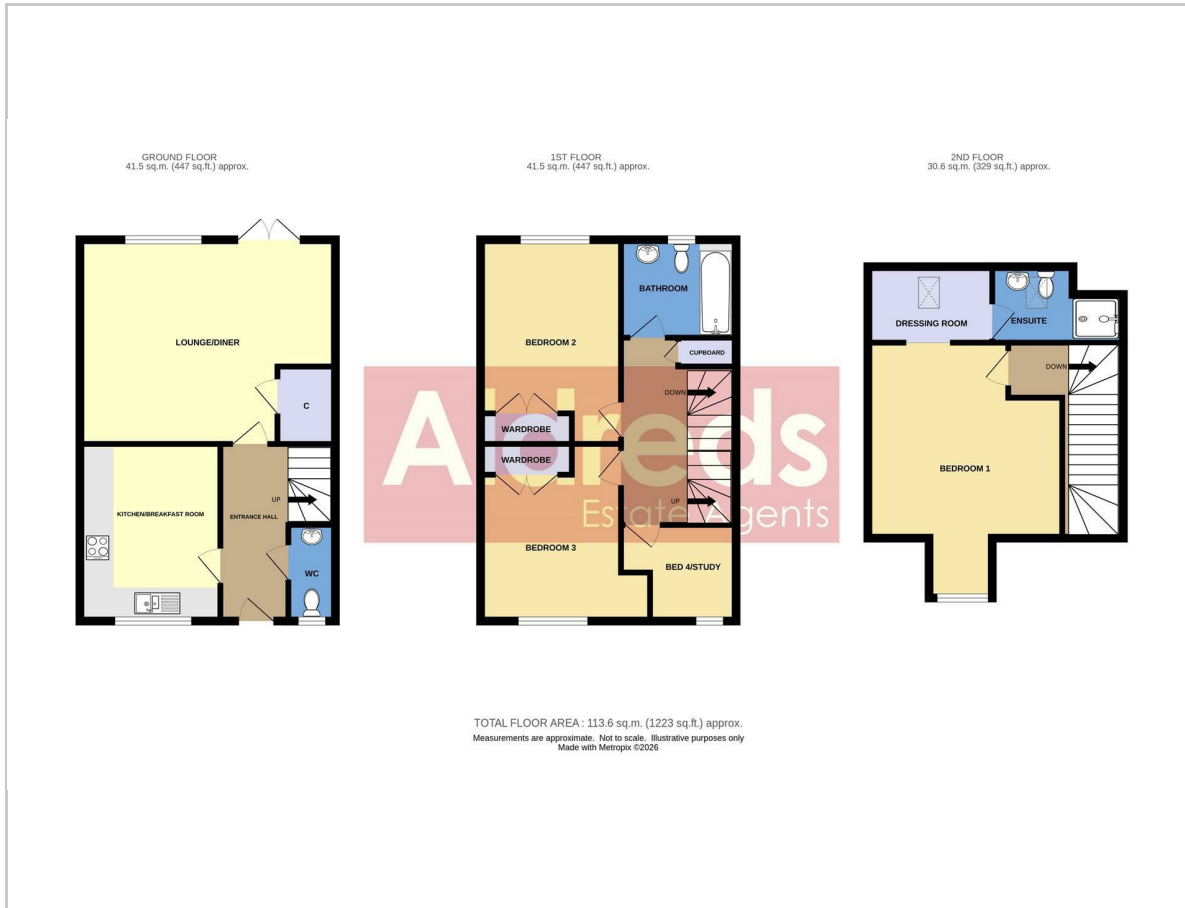 GROUND FLOOR
41.5 sq.m. (447 sq.ft.) approx.
LOUNGE/DINER
C
KITCHEN/BREAKFAST ROOM
UP
ENTRANCE HALL
WC
1ST FLOOR
41.5 sq.m. (447 sq.ft.) approx.
BATHROOM
BEDROOM 2
CUPBOARD
DOWN
WARDROBE
WARDROBE
UP
BEDROOM 3
BED 4/STUDY
Aldreds
Estate Agents
2ND FLOOR
30.6 sq.m. (329 sq.ft.) approx.
DRESSING ROOM
ENSUITE
DOWN
BEDROOM 1
TOTAL FLOOR AREA : 113.6 sq.m. (1223 sq.ft.) approx.
Measurements are approximate. Not to scale. Illustrative purposes only
Made with Metropix ©2026